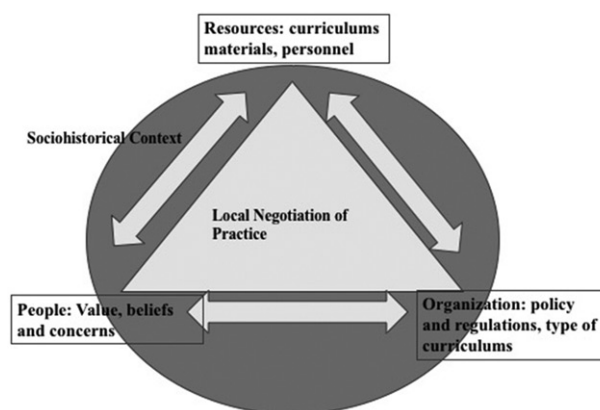 Resources: curriculums
materials, personnel
Sociohistorical Context
Local Negotiation of
Practice
People: Value, beliefs
and concerns
Organization: policy
and regulations, type of
curriculums